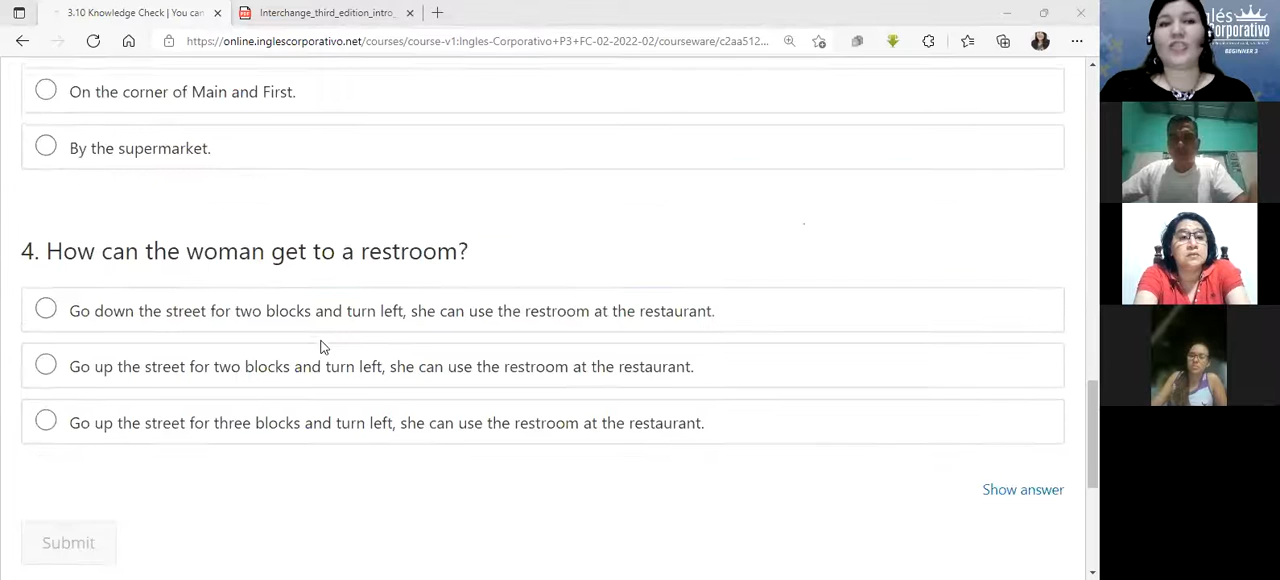 3.10 Knowledge Check | You can
Interchange_third_edition_intro_
https://online.inglescorporativo.net/courses/course-v1:Ingles-Corporativo+P3+FC-02-2022-02/courseware/c2aa512...
On the corner of Main and First.
By the supermarket.
4. How can the woman get to a restroom?
Go down the street for two blocks and turn left, she can use the restroom at the restaurant.
Go up the street for two blocks and turn left, she can use the restroom at the restaurant.
Go up the street for three blocks and turn left, she can use the restroom at the restaurant.
Show answer
Submit
glés
orporativo
BEGINNER 3